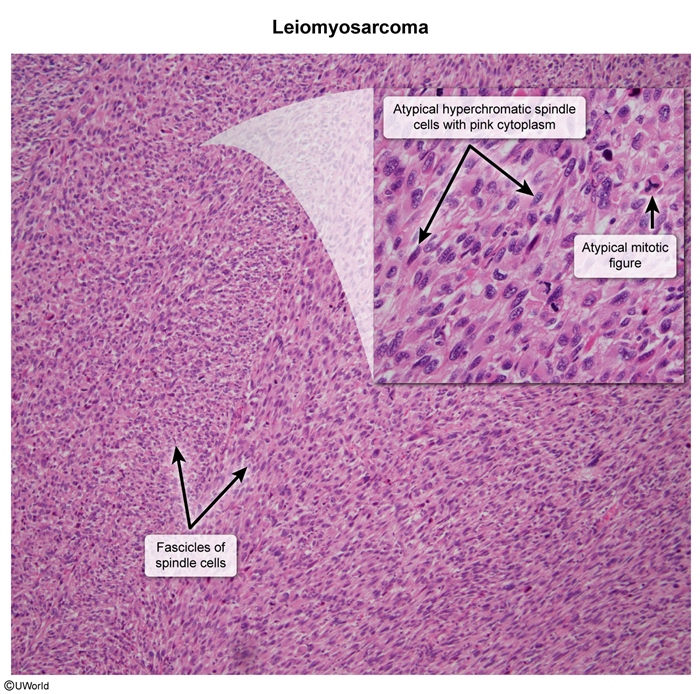 Leiomyosarcoma
Atypical hyperchromatic spindle
cells with pink cytoplasm
Atypical mitotic
figure
Fascicles of
spindle cells
©UWorld